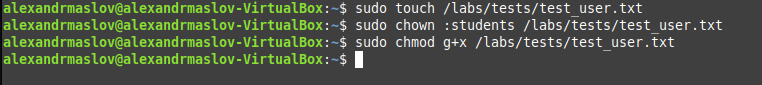 alexandrmaslov@alexandrmaslov-VirtualBox:~$ sudo touch /labs/tests/test_user.txt
alexandrmaslov@alexandrmaslov-VirtualBox:~$ sudo chown :students /labs/tests/test_user.txt
alexandrmaslov@alexandrmaslov-VirtualBox:~$ sudo chmod g+x /labs/tests/test_user.txt
alexandrmaslov@alexandrmaslov-VirtualBox:~$